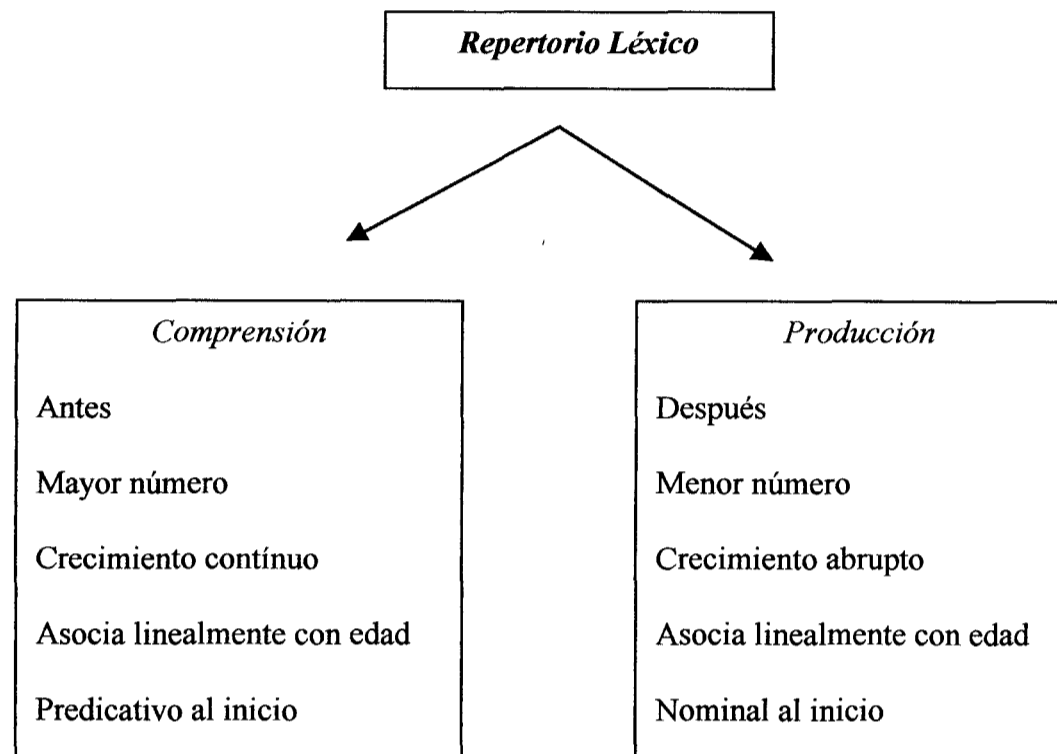 Repertorio Léxico
Comprensión
Antes
Mayor número
Crecimiento contínuo
Asocia linealmente con edad
Predicativo al inicio
Producción
Después
Menor número
Crecimiento abrupto
Asocia linealmente con edad
Nominal al inicio